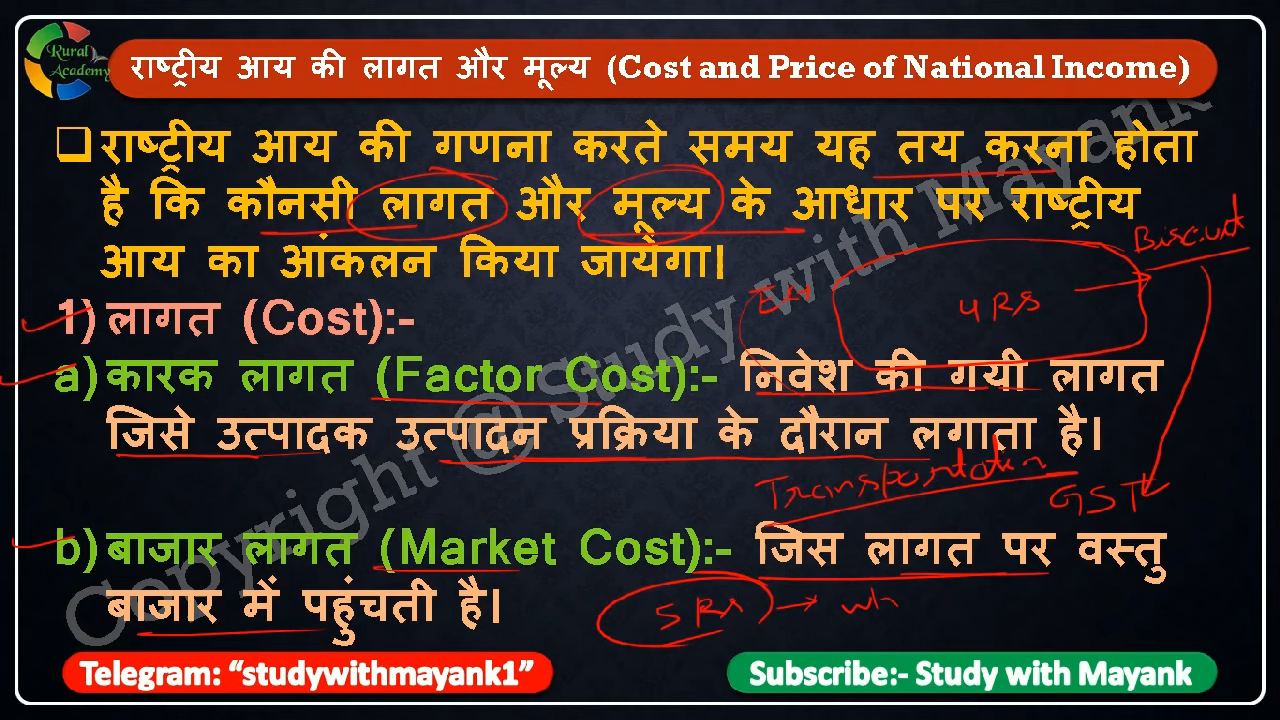 Rural
Academy
राष्ट्रीय आय की लागत और मूल्य (Cost and Price of National Income)
❑ राष्ट्रीय आय की गणना करते समय यह तय करना होता
है कि कौनसी लागत और मूल्य के आधार पर राष्ट्रीय
आय का आंकलन किया जायेगा।
Biscuit
4 RS
1) लागत (Cost):-
a) कारक लागत (Factor Cost):- निवेश की गयी लागत
जिसे उत्पादक उत्पादन प्रक्रिया के दौरान लगाता है।
Transportation
GST
b) बाजार लागत (Market Cost):- जिस लागत पर वस्तु
बाजार में पहुंचती है।
5 Rs
Copyright @ Study with Mayank
Telegram: “studywithmayank1”
Subscribe:- Study with Mayank